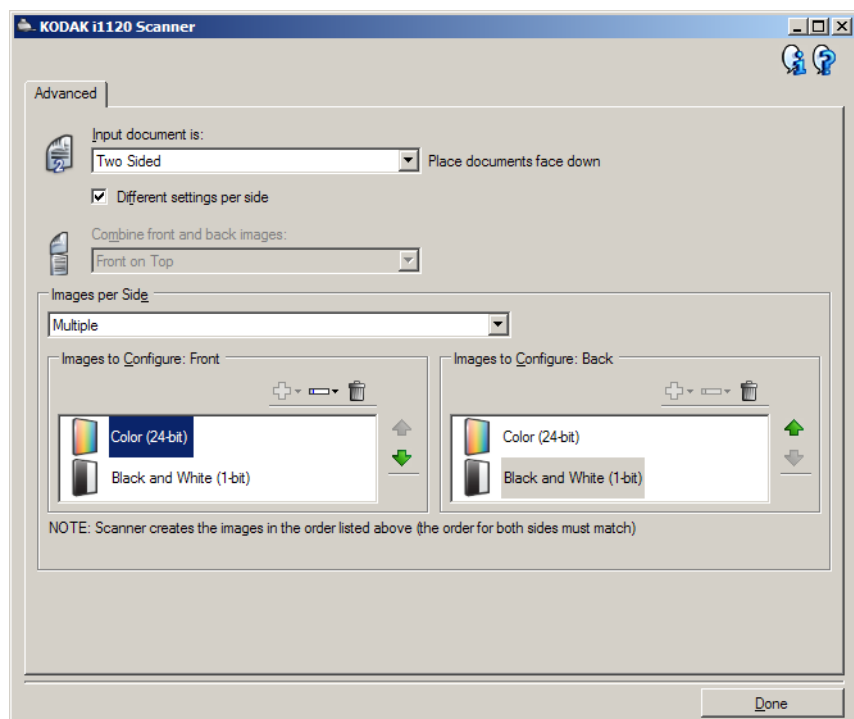 KODAK i1120 Scanner
Advanced
Input document is:
Two Sided
Place documents face down
Different settings per side
Combine front and back images:
Front on Top
Images per Side
Multiple
Images to Configure: Front
Images to Configure: Back
Color (24-bit)
Black and White (1-bit)
Color (24-bit)
Black and White (1-bit)
NOTE: Scanner creates the images in the order listed above (the order for both sides must match)
Done